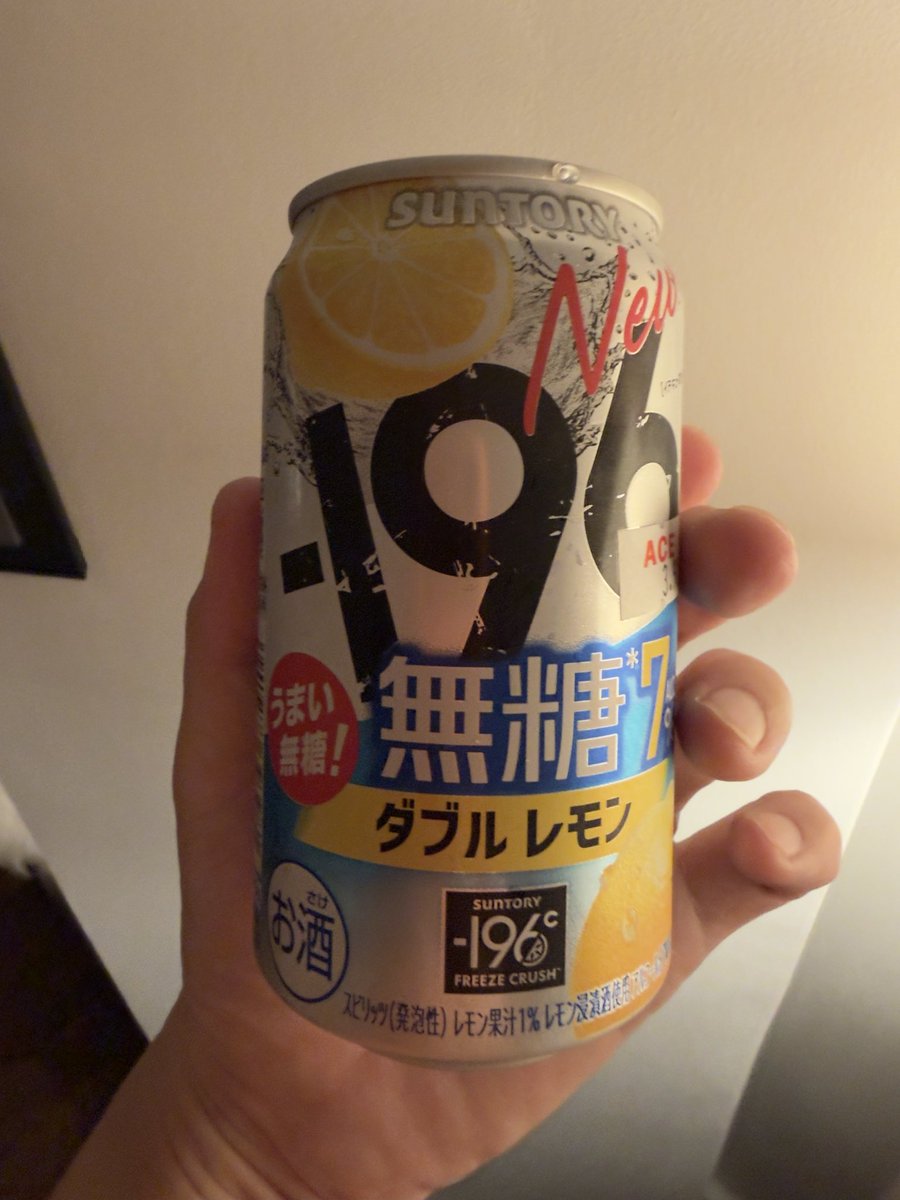 SUNTORY
New
-196
ACE
無糖*7
うまい
無糖!
ダブルレモン
さけ
お酒
SUNTORY
-196°C
FREEZE CRUSH
スピリッツ(発泡性) レモン果汁1% レモン浸漬酒使用